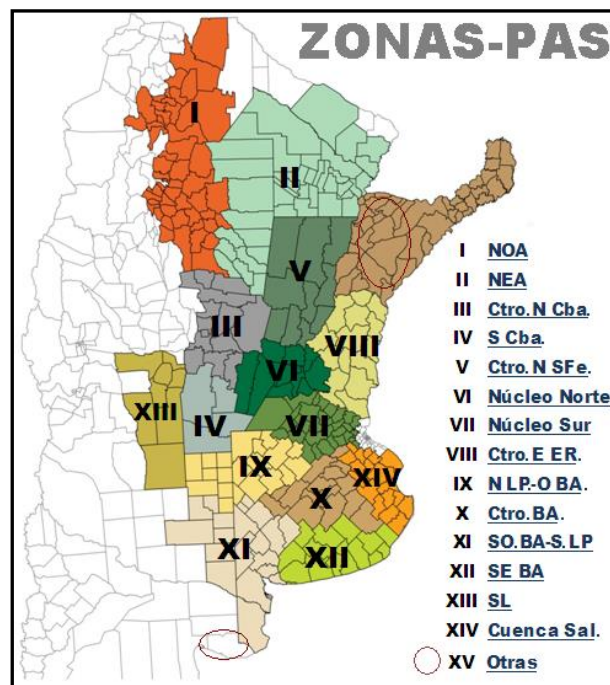 ZONAS-PAS
I
II
V
III
VIII
VI
XIII
IV
VII
IX
XIV
X
XI
XII
I NOA
II NEA
III Ctro.N Cba.
IV S Cba.
V Ctro.N SFe.
VI Núcleo Norte
VII Núcleo Sur
VIII Ctro.E ER.
IX N LP.-O BA.
X Ctro.BA.
XI SO.BA-S.LP
XII SE BA
XIII SL
XIV Cuenca Sal.
XV Otras